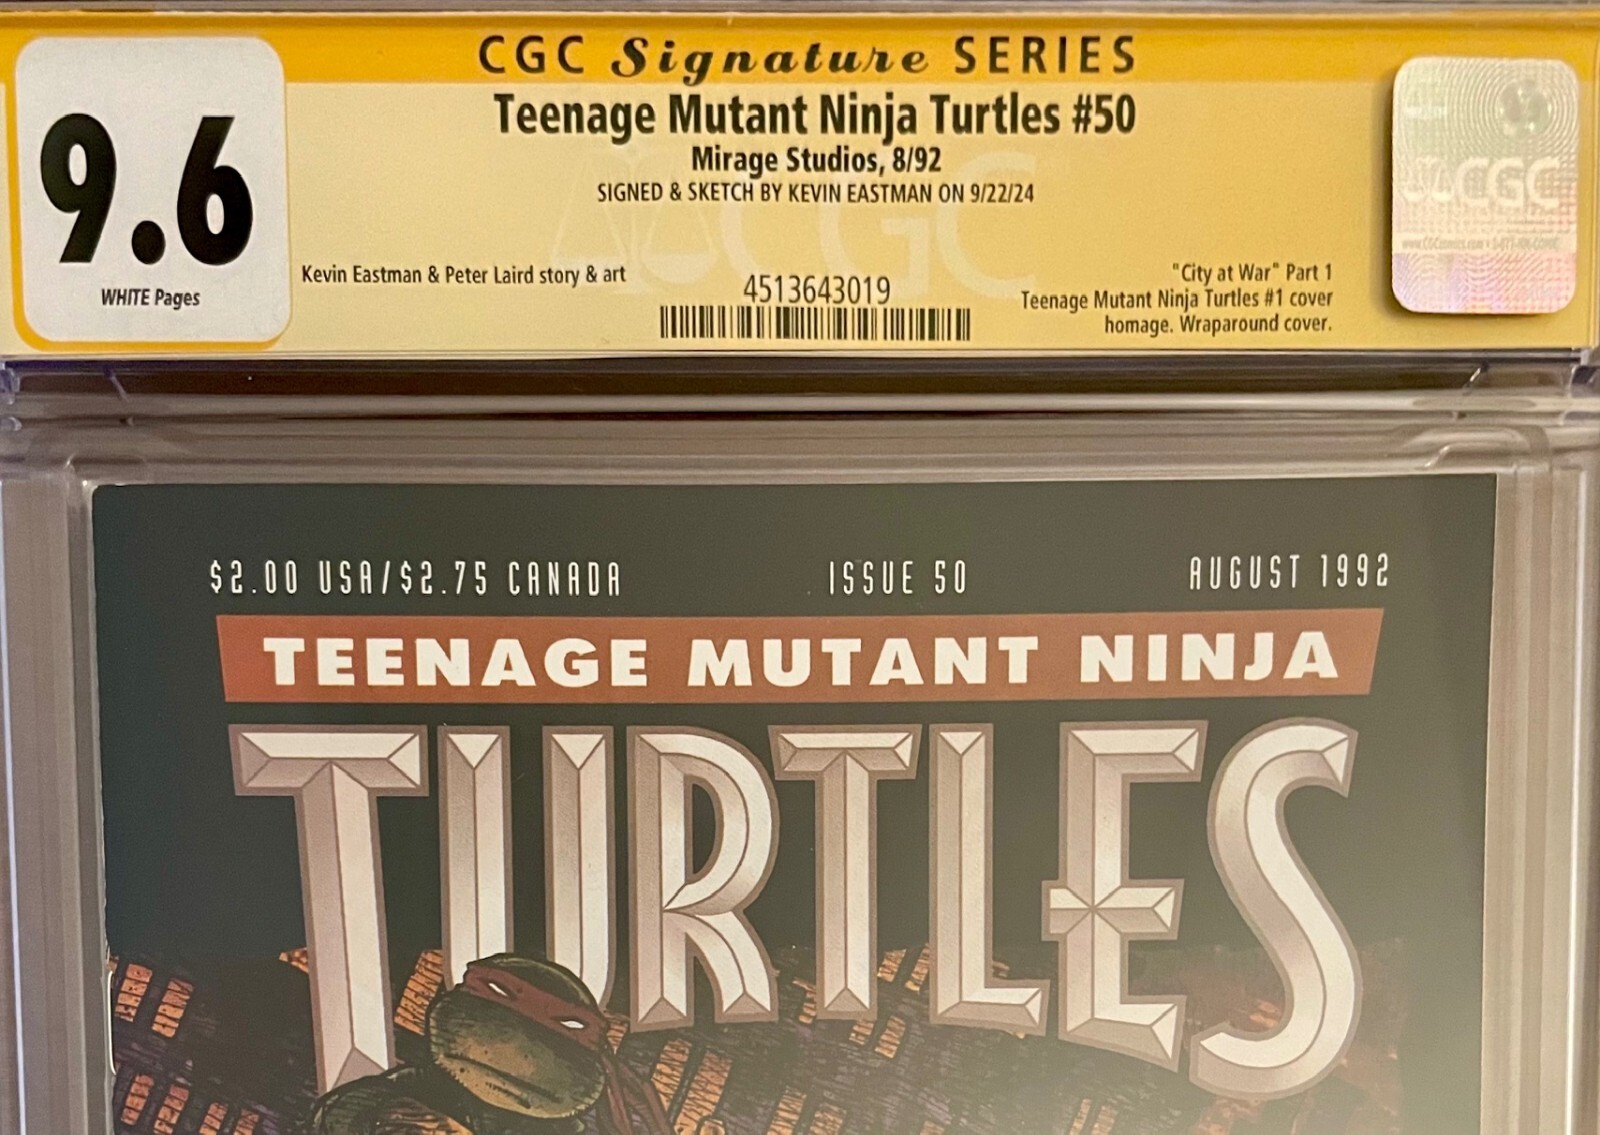 CGC Signature SERIES
9.6
WHITE Pages
Teenage Mutant Ninja Turtles #50
Mirage Studios, 8/92
SIGNED & SKETCH BY KEVIN EASTMAN ON 9/22/24
Kevin Eastman & Peter Laird story & art
4513643019
"City at War" Part 1
Teenage Mutant Ninja Turtles #1 cover
homage. Wraparound cover.
CGC
CGC
$2.00 USA/$2.75 CANADA ISSUE 50 AUGUST 1992
TEENAGE MUTANT NINJA
TURTLES